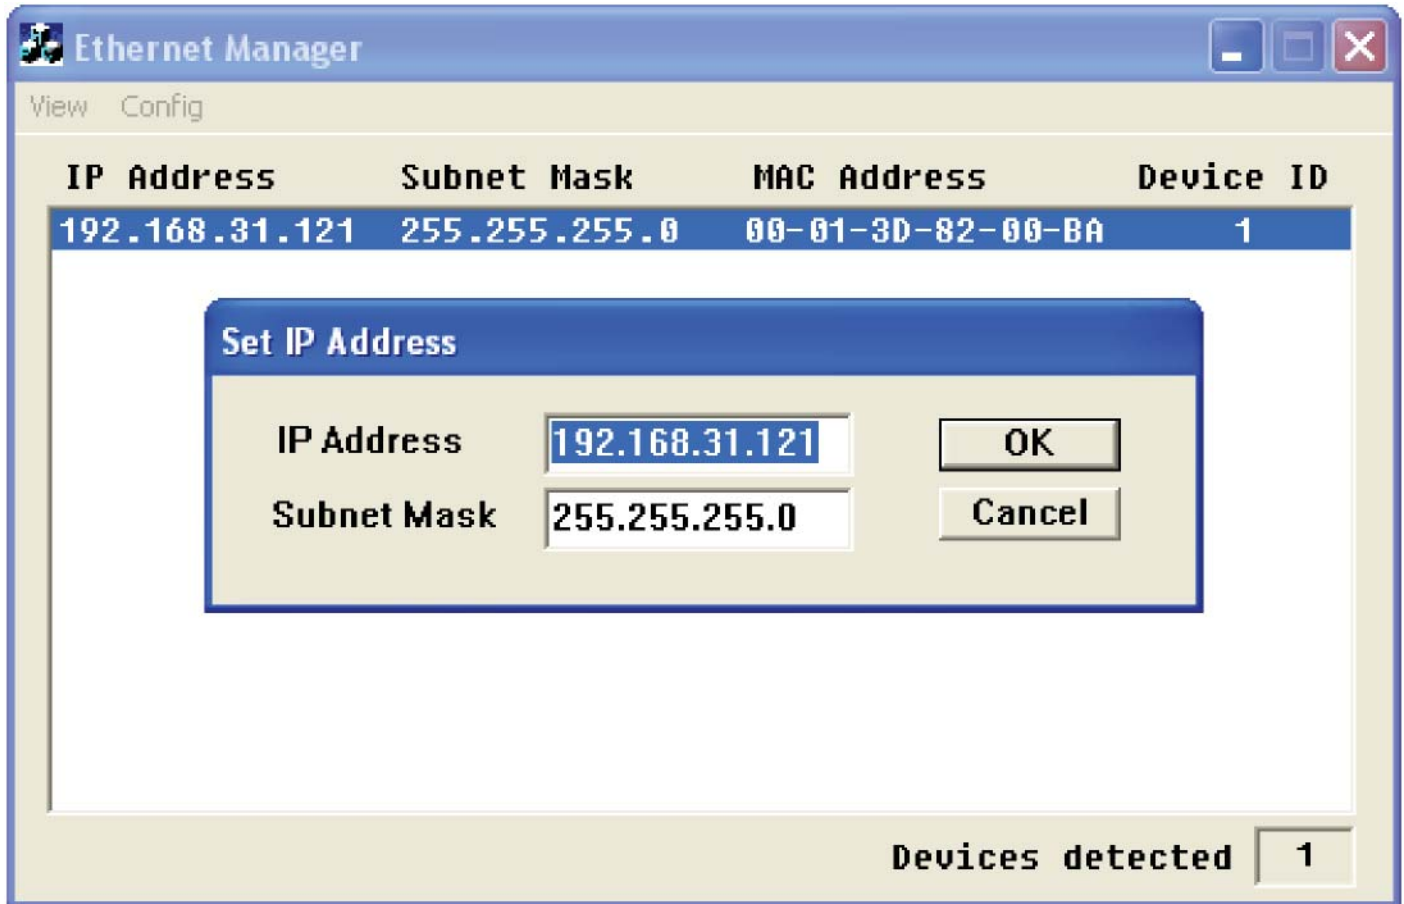 Ethernet Manager
View Config
IP Address Subnet Mask MAC Address Device ID
192.168.31.121 255.255.255.0 00-01-3D-82-00-BA 1
Set IP Address
IP Address 192.168.31.121 OK
Subnet Mask 255.255.255.0 Cancel
Devices detected 1